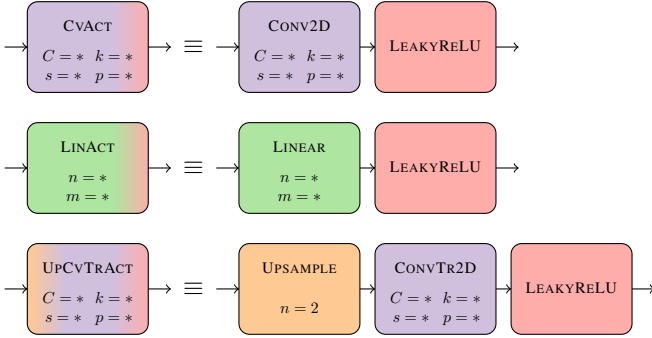 CvAct ≡ Conv2D LeakyReLU
C = * k = * C = * k = *
s = * p = * s = * p = *
LinAct ≡ Linear LeakyReLU
n = * n = *
m = * m = *
UpCvTrAct ≡ Upsample ConvTr2D LeakyReLU
C = * k = * n = 2 C = * k = *
s = * p = * s = * p = *